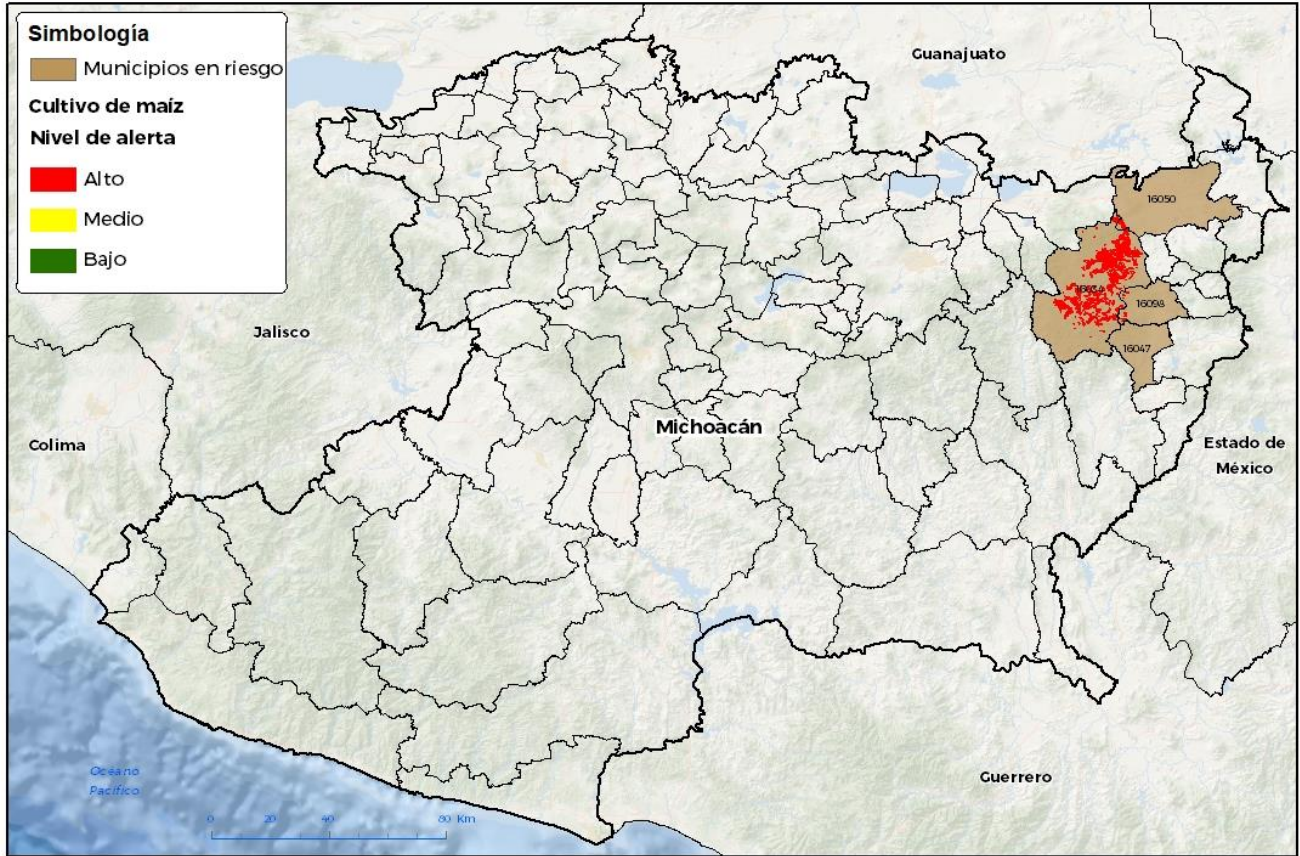 Simbología
Municipios en riesgo
Cultivo de maíz
Nivel de alerta
Alto
Medio
Bajo
Guanajuato
16050
16098
16047
Jalisco
Colima
Michoacán
Estado de
México
Guerrero
Océano
Pacífico
0 20 40 80 Km